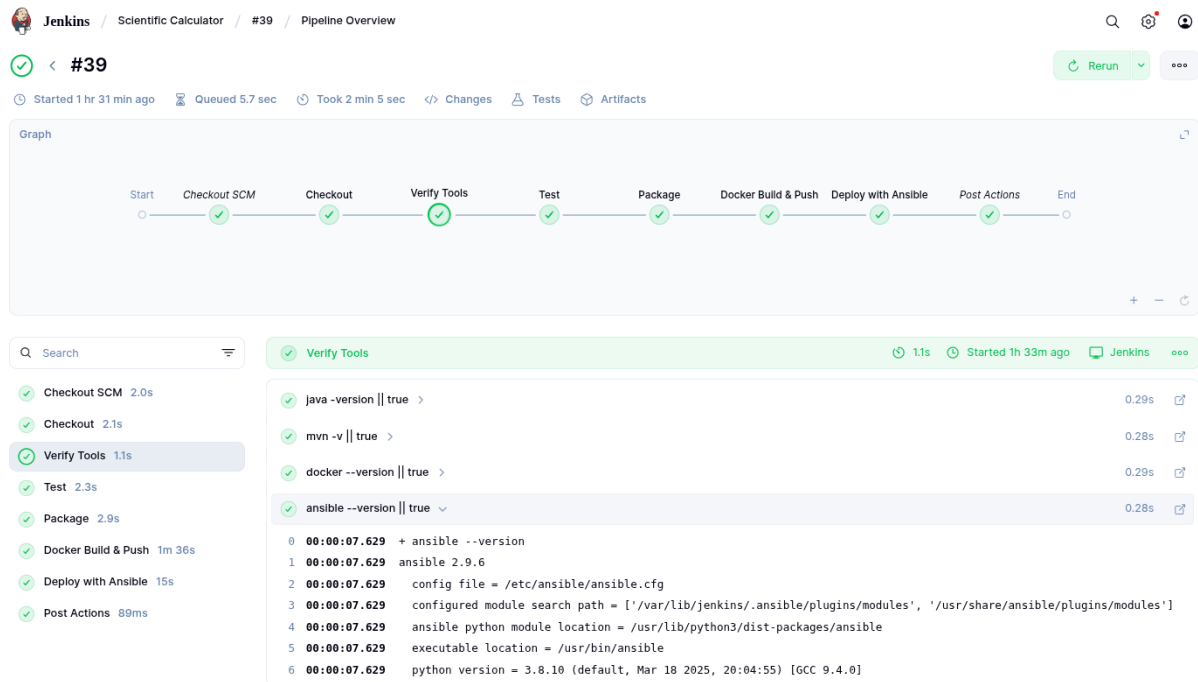 Jenkins / Scientific Calculator / #39 / Pipeline Overview
#39
Rerun
Started 1 hr 31 min ago Queued 5.7 sec Took 2 min 5 sec Changes Tests Artifacts
Graph
Start Checkout SCM Checkout Verify Tools Test Package Docker Build & Push Deploy with Ansible Post Actions End
Search
Checkout SCM 2.0s
Checkout 2.1s
Verify Tools 1.1s
Test 2.3s
Package 2.9s
Docker Build & Push 1m 36s
Deploy with Ansible 15s
Post Actions 89ms
Verify Tools 1.1s Started 1h 33m ago Jenkins
java -version || true 0.29s
mvn -v || true 0.28s
docker --version || true 0.29s
ansible --version || true 0.28s
0 00:00:07.629 + ansible --version
1 00:00:07.629 ansible 2.9.6
2 00:00:07.629 config file = /etc/ansible/ansible.cfg
3 00:00:07.629 configured module search path = ['/var/lib/jenkins/.ansible/plugins/modules', '/usr/share/ansible/plugins/modules']
4 00:00:07.629 ansible python module location = /usr/lib/python3/dist-packages/ansible
5 00:00:07.629 executable location = /usr/bin/ansible
6 00:00:07.629 python version = 3.8.10 (default, Mar 18 2025, 20:04:55) [GCC 9.4.0]